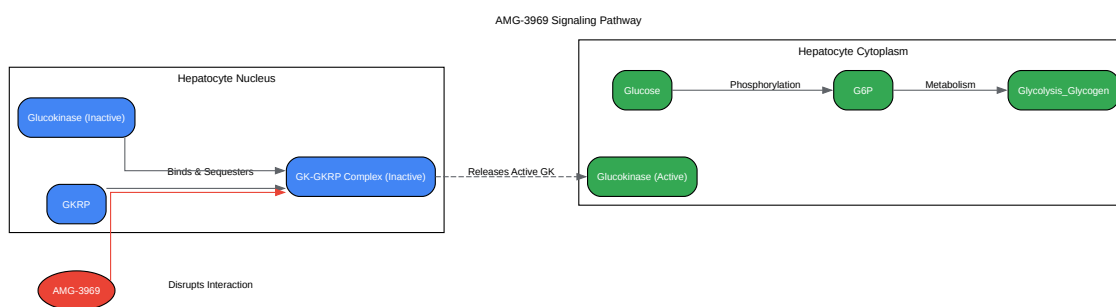 AMG-3969 Signaling Pathway
Hepatocyte Nucleus
Glucokinase (Inactive)
Binds & Sequesters
GK-GKRP Complex (Inactive)
GKRP
AMG-3969
Disrupts Interaction
Releases Active GK
Hepatocyte Cytoplasm
Glucose
Phosphorylation
G6P
Metabolism
Glycolysis_Glycogen
Glucokinase (Active)